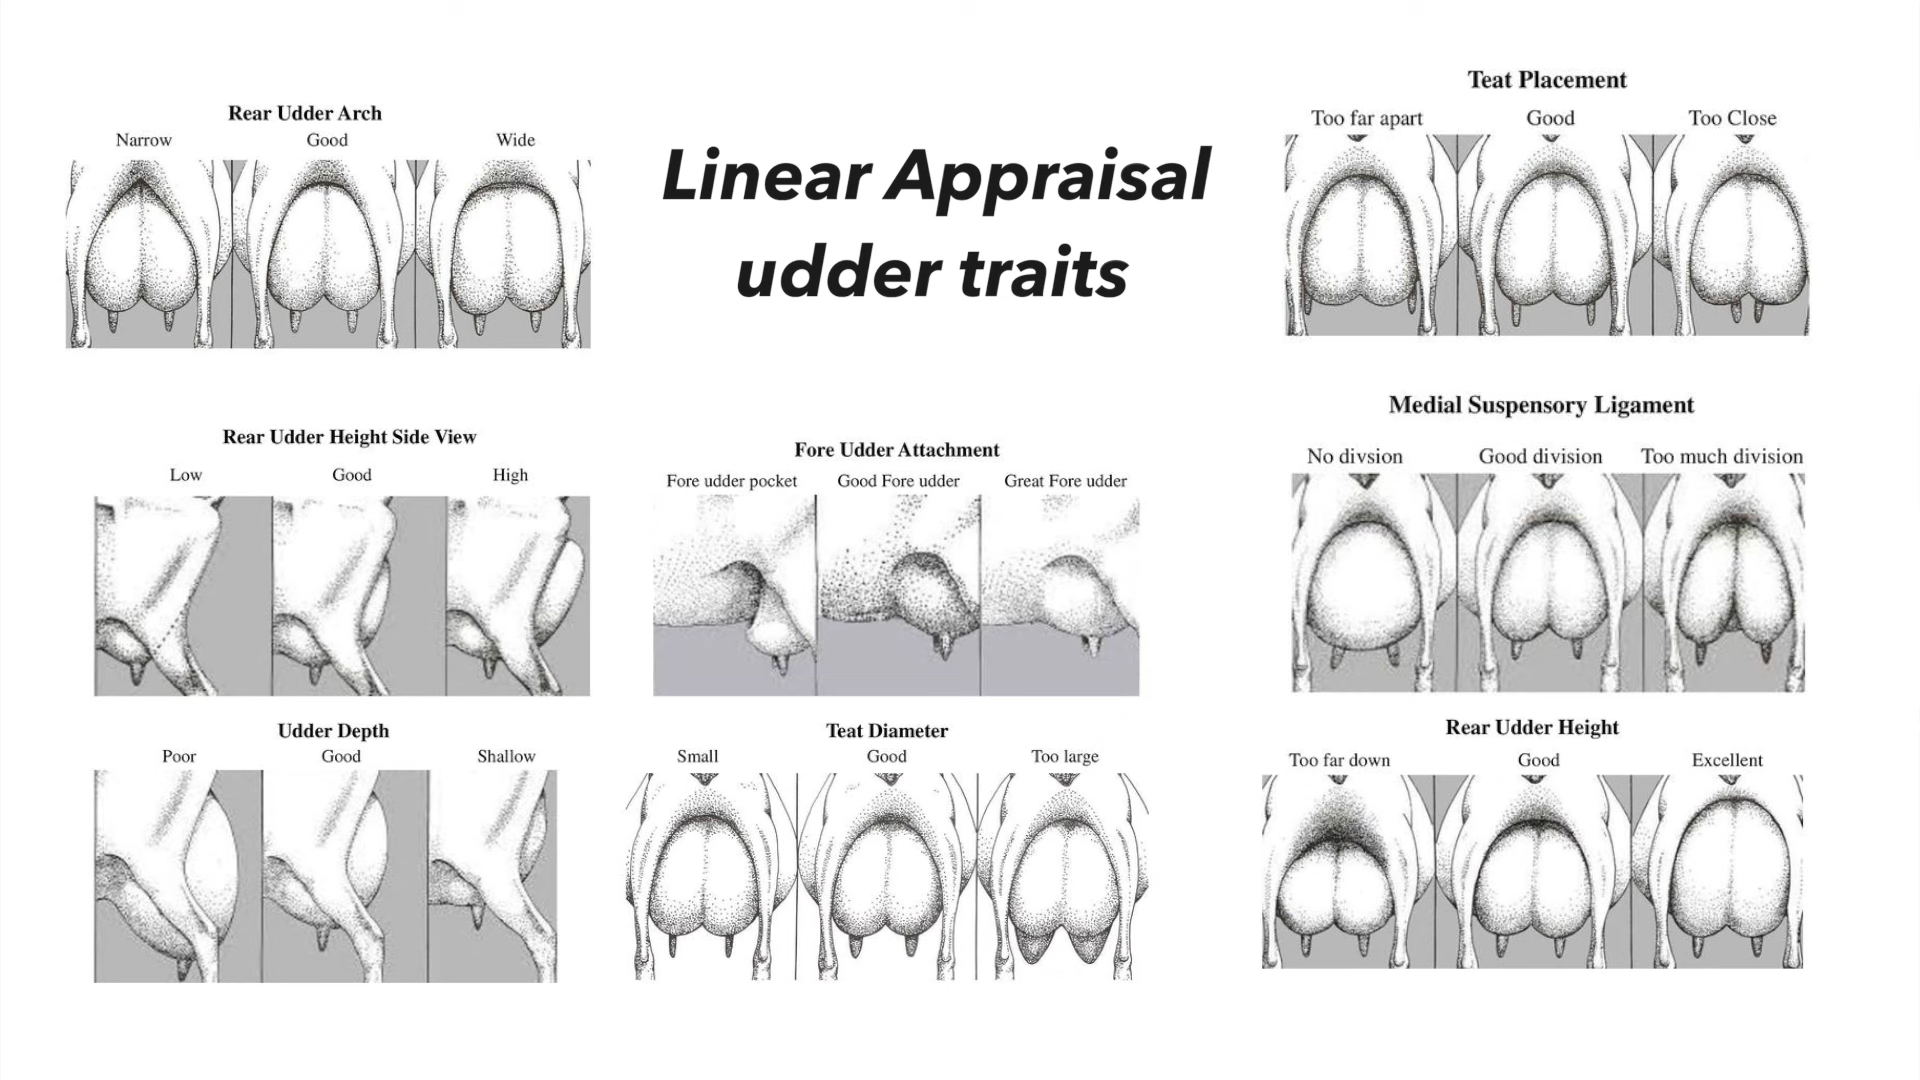 Linear Appraisal
udder traits
Rear Udder Arch
Narrow Good Wide
Teat Placement
Too far apart Good Too Close
Rear Udder Height Side View
Low Good High
Fore Udder Attachment
Fore udder pocket Good Fore udder Great Fore udder
Medial Suspensory Ligament
No divsion Good division Too much division
Udder Depth
Poor Good Shallow
Teat Diameter
Small Good Too large
Rear Udder Height
Too far down Good Excellent